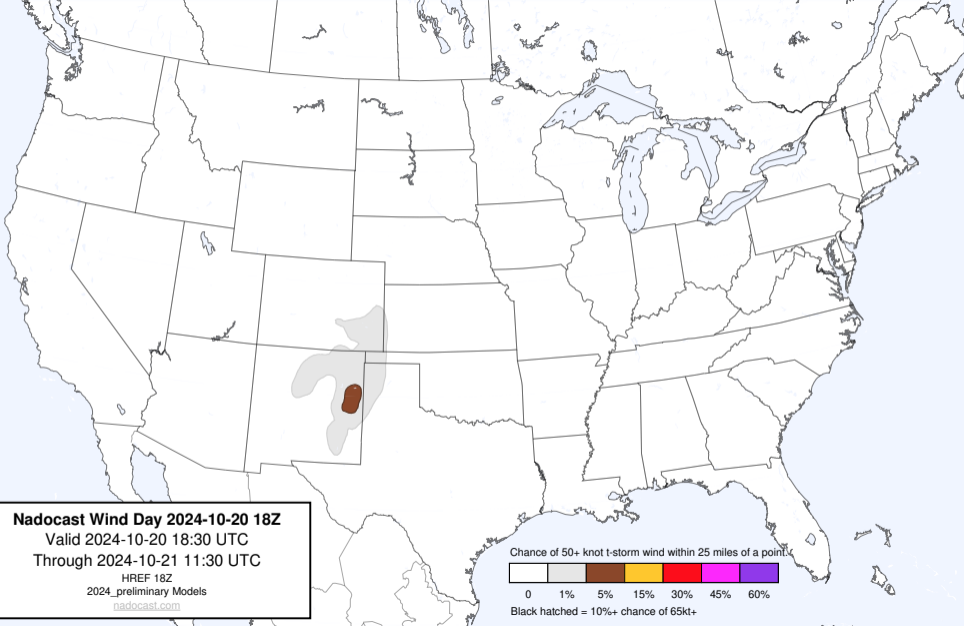 Nadocast Wind Day 2024-10-20 18Z
Valid 2024-10-20 18:30 UTC
Through 2024-10-21 11:30 UTC
HREF 18Z
2024_preliminary Models
nadocast.com
Chance of 50+ knot t-storm wind within 25 miles of a point.
0 1% 5% 15% 30% 45% 60%
Black hatched = 10%+ chance of 65kt+